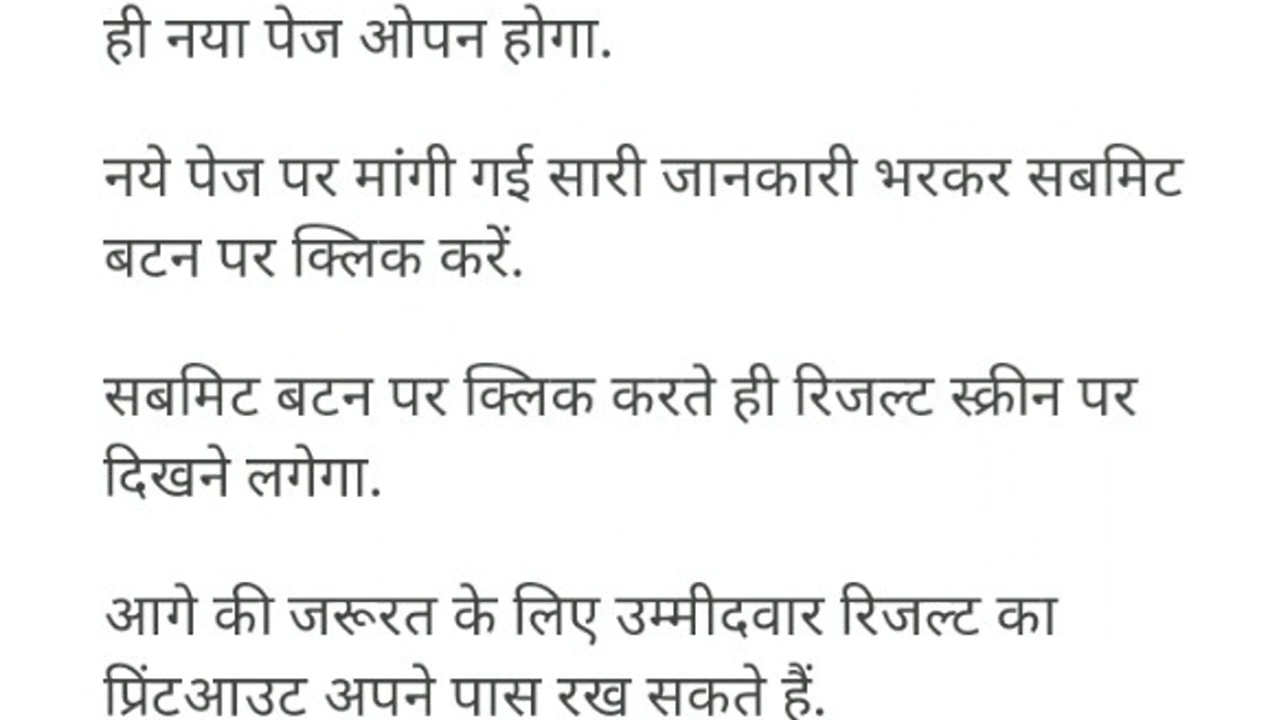 ही नया पेज ओपन होगा.
नये पेज पर मांगी गई सारी जानकारी भरकर सबमिट
बटन पर क्लिक करें.
सबमिट बटन पर क्लिक करते ही रिजल्ट स्क्रीन पर
दिखने लगेगा.
आगे की जरूरत के लिए उम्मीदवार रिजल्ट का
प्रिंटआउट अपने पास रख सकते हैं.